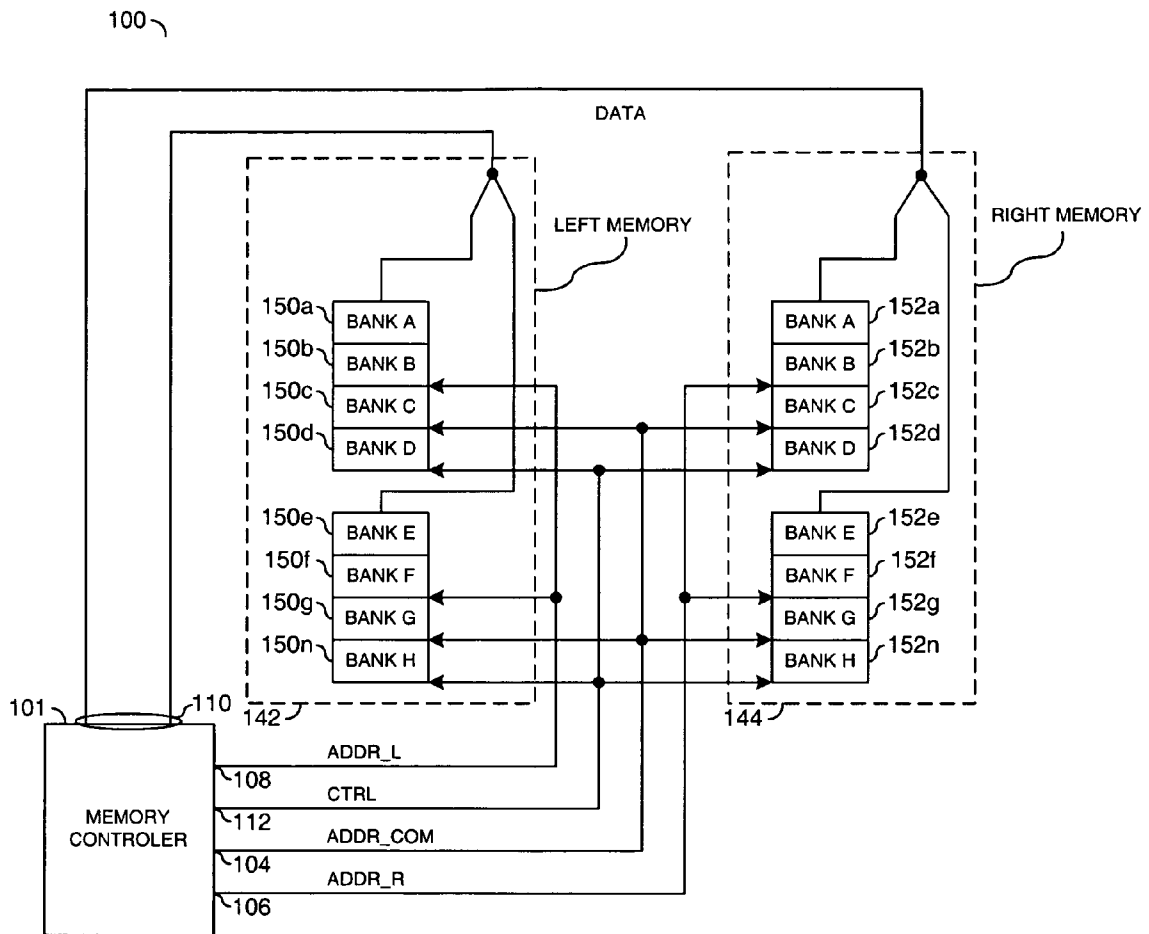 100
DATA
LEFT MEMORY
RIGHT MEMORY
150a
BANK A
BANK A
152a
150b
BANK B
BANK B
152b
150c
BANK C
BANK C
152c
150d
BANK D
BANK D
152d
150e
BANK E
BANK E
152e
150f
BANK F
BANK F
152f
150g
BANK G
BANK G
152g
150n
BANK H
BANK H
152n
101
110
142
144
ADDR_L
108
CTRL
112
MEMORY
CONTROLER
ADDR_COM
104
ADDR_R
106